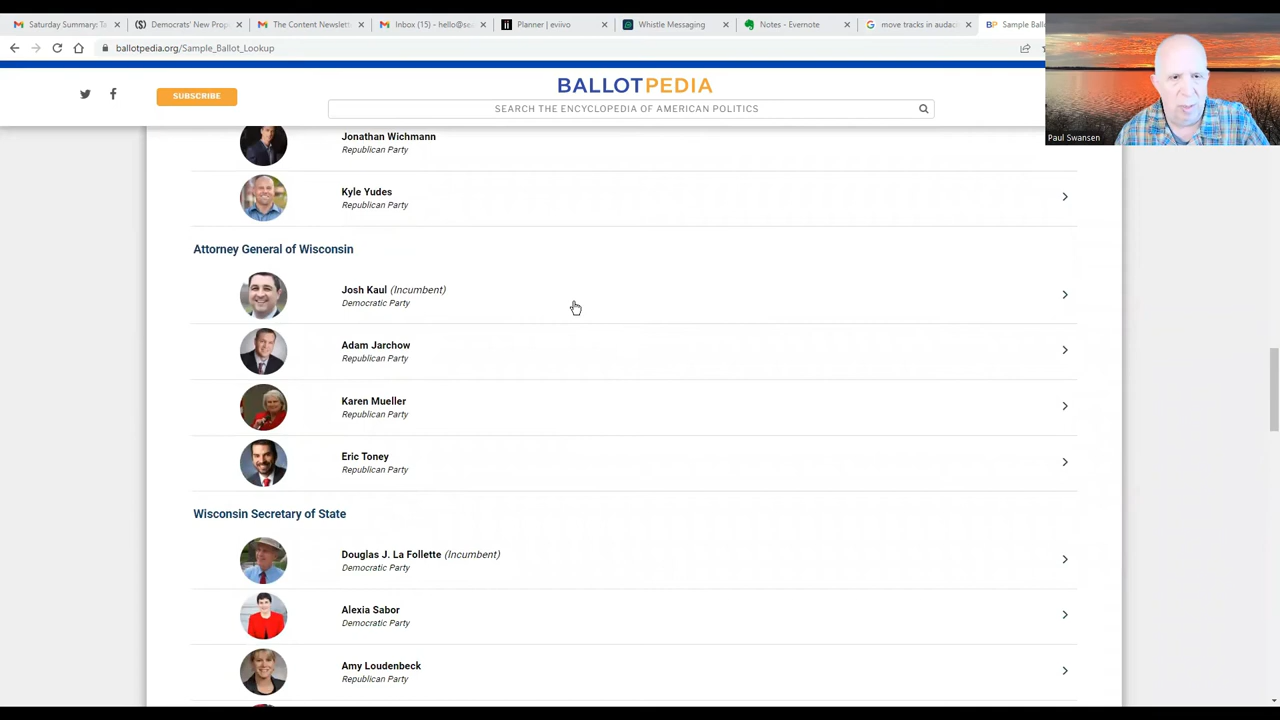 Saturday Summary: Ta
Democrats' New Prop
The Content Newslett
Inbox (15) - hello@se
Planner | eviivo
Whistle Messaging
Notes - Evernote
move tracks in audac
Sample Ball
ballotpedia.org/Sample_Ballot_Lookup
BALLOTPEDIA
SUBSCRIBE
SEARCH THE ENCYCLOPEDIA OF AMERICAN POLITICS
Paul Swansen
Jonathan Wichmann
Republican Party
Kyle Yudes
Republican Party
Attorney General of Wisconsin
Josh Kaul (Incumbent)
Democratic Party
Adam Jarchow
Republican Party
Karen Mueller
Republican Party
Eric Toney
Republican Party
Wisconsin Secretary of State
Douglas J. La Follette (Incumbent)
Democratic Party
Alexia Sabor
Democratic Party
Amy Loudenbeck
Republican Party